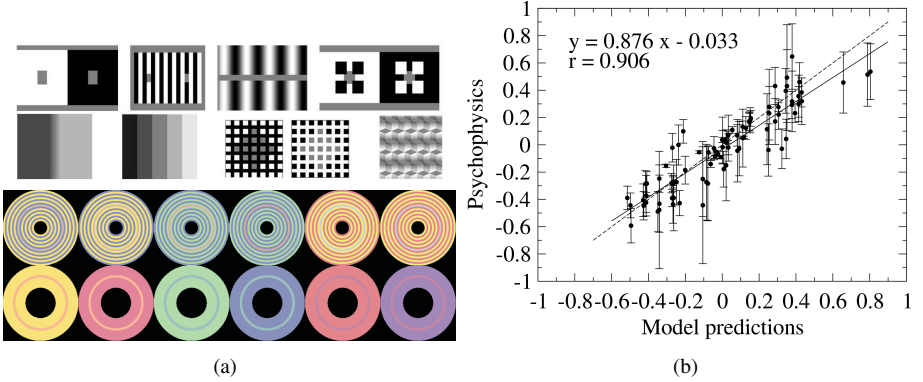 y = 0.876 x - 0.033
r = 0.906
Psychophysics
1
0.8
0.6
0.4
0.2
0
-0.2
-0.4
-0.6
-0.8
-1
-1 -0.8 -0.6 -0.4 -0.2 0 0.2 0.4 0.6 0.8 1
Model predictions
(a)
(b)